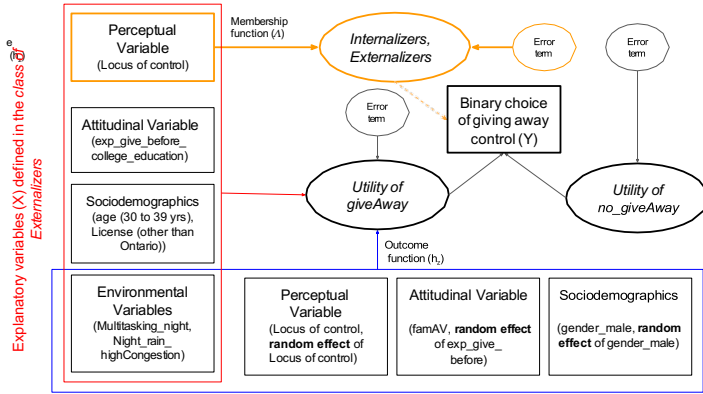 Perceptual
Variable
(Locus of control)
Membership
function (Λ)
Internalizers,
Externalizers
Error
term
Error
term
Error
term
Attitudinal Variable
(exp_give_before_
college_education)
Binary choice
of giving away
control (Y)
Sociodemographics
(age (30 to 39 yrs),
License (other than
Ontario))
Utility of
giveAway
Utility of
no_giveAway
Outcome
function (h
Environmental
Variables
(Multitasking_night,
Night_rain_
highCongestion)
Perceptual
Variable
(Locus of control,
random effect of
Locus of control)
Attitudinal Variable
(famAV, random effect
of exp_give_
before)
Sociodemographics
(gender_male, random
effect of gender_male)
Explanatory variables (X) defined in the class of
Externalizers